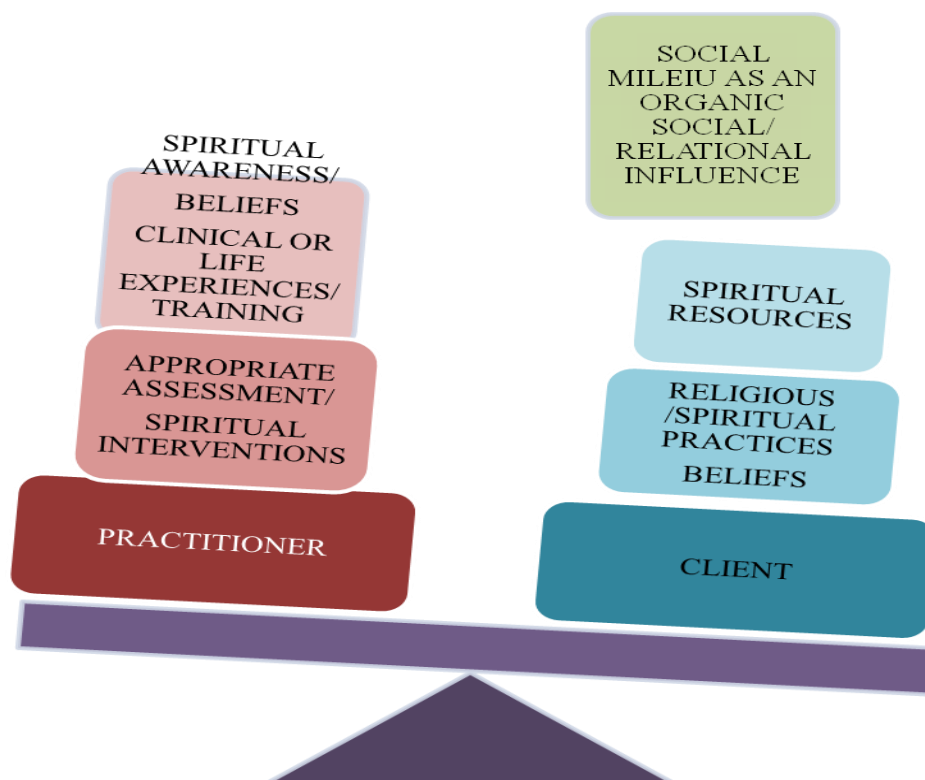 SPIRITUAL
AWARENESS/
BELIEFS
CLINICAL OR
LIFE
EXPERIENCES/
TRAINING
APPROPRIATE
ASSESSMENT/
SPIRITUAL
INTERVENTIONS
PRACTITIONER
SOCIAL
MILEIU AS AN
ORGANIC
SOCIAL/
RELATIONAL
INFLUENCE
SPIRITUAL
RESOURCES
RELIGIOUS
/SPIRITUAL
PRACTICES
BELIEFS
CLIENT